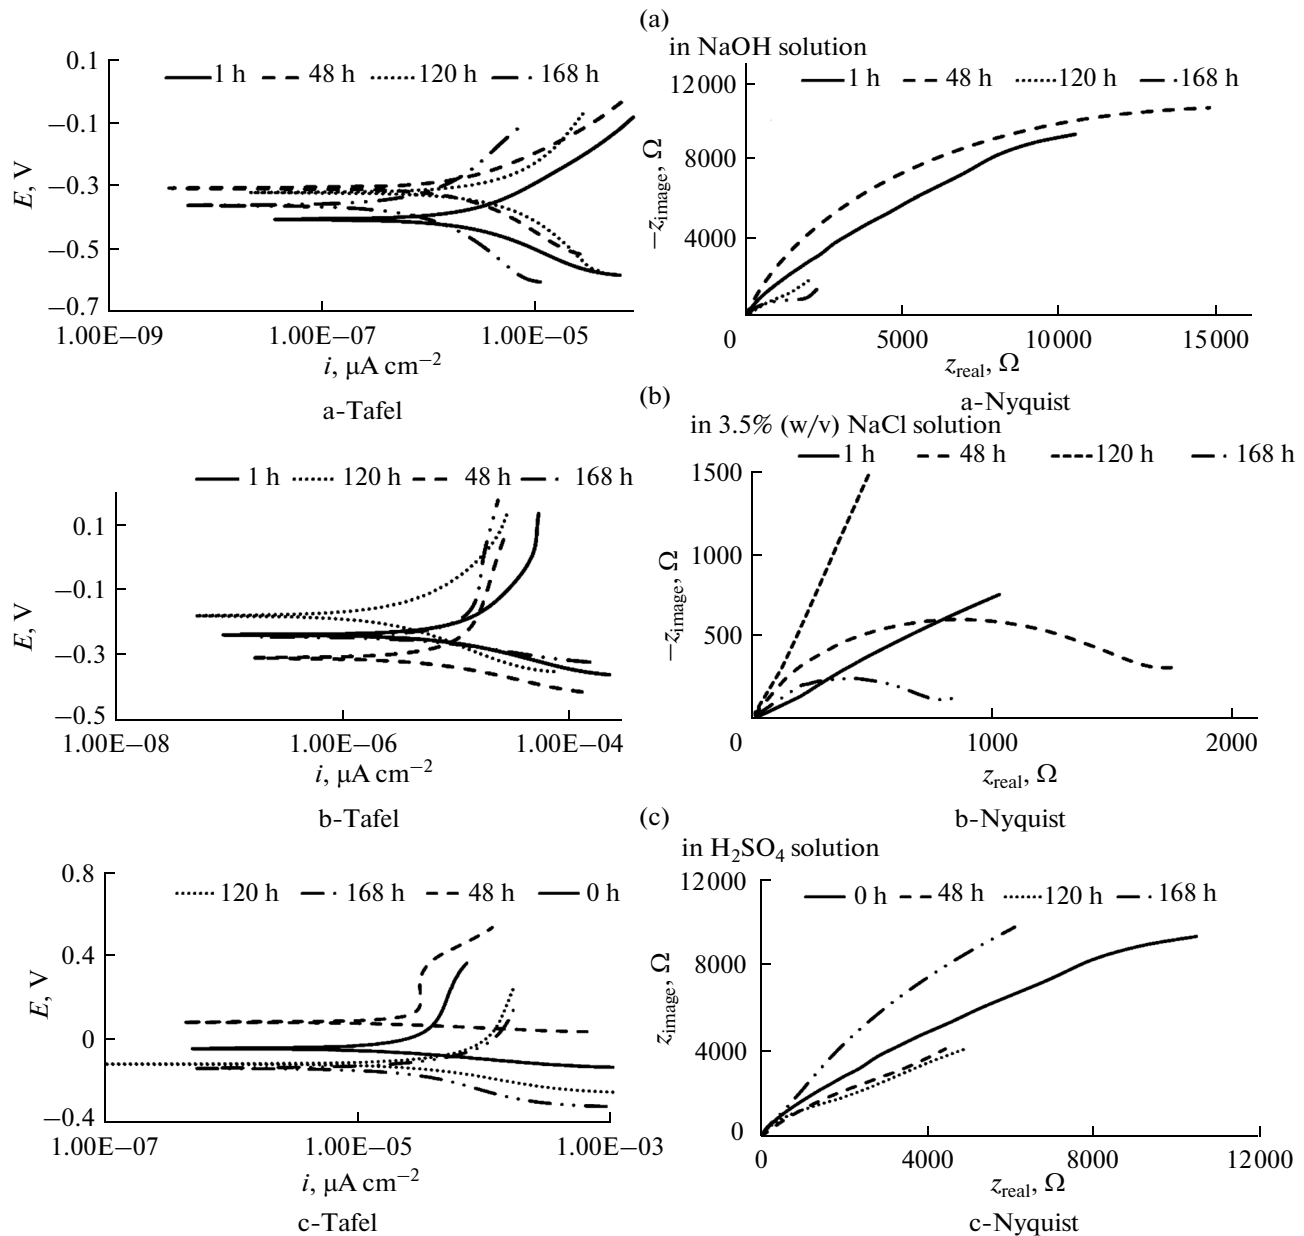 (a)
in NaOH solution
0.1
1 h 48 h 120 h 168 h
−0.1
−0.3
−0.5
−0.7
E, V
1.00E−09 1.00E−07 1.00E−05
i, μA cm−2
a-Tafel
12000
1 h 48 h 120 h 168 h
8000
4000
−zimage, Ω
0 5000 10000 15000
zreal, Ω
a-Nyquist
(b)
in 3.5% (w/v) NaCl solution
1 h 120 h 48 h 168 h
0.1
−0.1
−0.3
−0.5
E, V
1.00E−08 1.00E−06 1.00E−04
i, μA cm−2
b-Tafel
1 h 48 h 120 h 168 h
1500
1000
500
−zimage, Ω
0 1000 2000
zreal, Ω
b-Nyquist
(c)
in H2SO4 solution
0.8
120 h 168 h 48 h 0 h
0.4
0
−0.4
E, V
1.00E−07 1.00E−05 1.00E−03
i, μA cm−2
c-Tafel
12000
0 h 48 h 120 h 168 h
8000
4000
0
zimage, Ω
0 4000 8000 12000
zreal, Ω
c-Nyquist